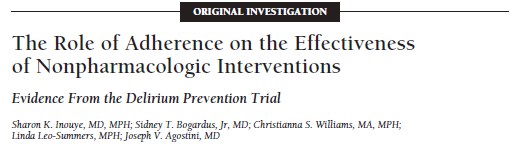 ORIGINAL INVESTIGATION
The Role of Adherence on the Effectiveness
of Nonpharmacologic Interventions
Evidence From the Delirium Prevention Trial
Sharon K. Inouye, MD, MPH; Sidney T. Bogardus, Jr, MD; Christianna S. Williams, MA, MPH;
Linda Leo-Summers, MPH; Joseph V. Agostini, MD